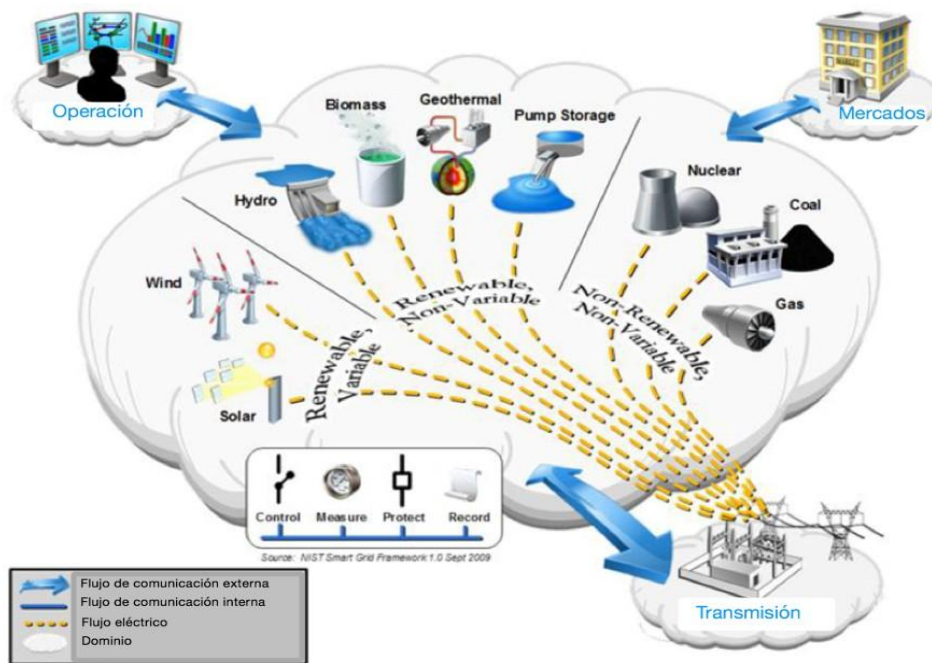 Operación
Mercados
MARKET
Biomass
Geothermal
Pump Storage
Hydro
Nuclear
Coal
Wind
Gas
Solar
Renewable,
Variable
Renewable,
Non-Variable
Non-Renewable,
Non-Variable
Control Measure Protect Record
Source: NIST Smart Grid Framework 1.0 Sept 2009
Transmisión
Flujo de comunicación externa
Flujo de comunicación interna
Flujo eléctrico
Dominio